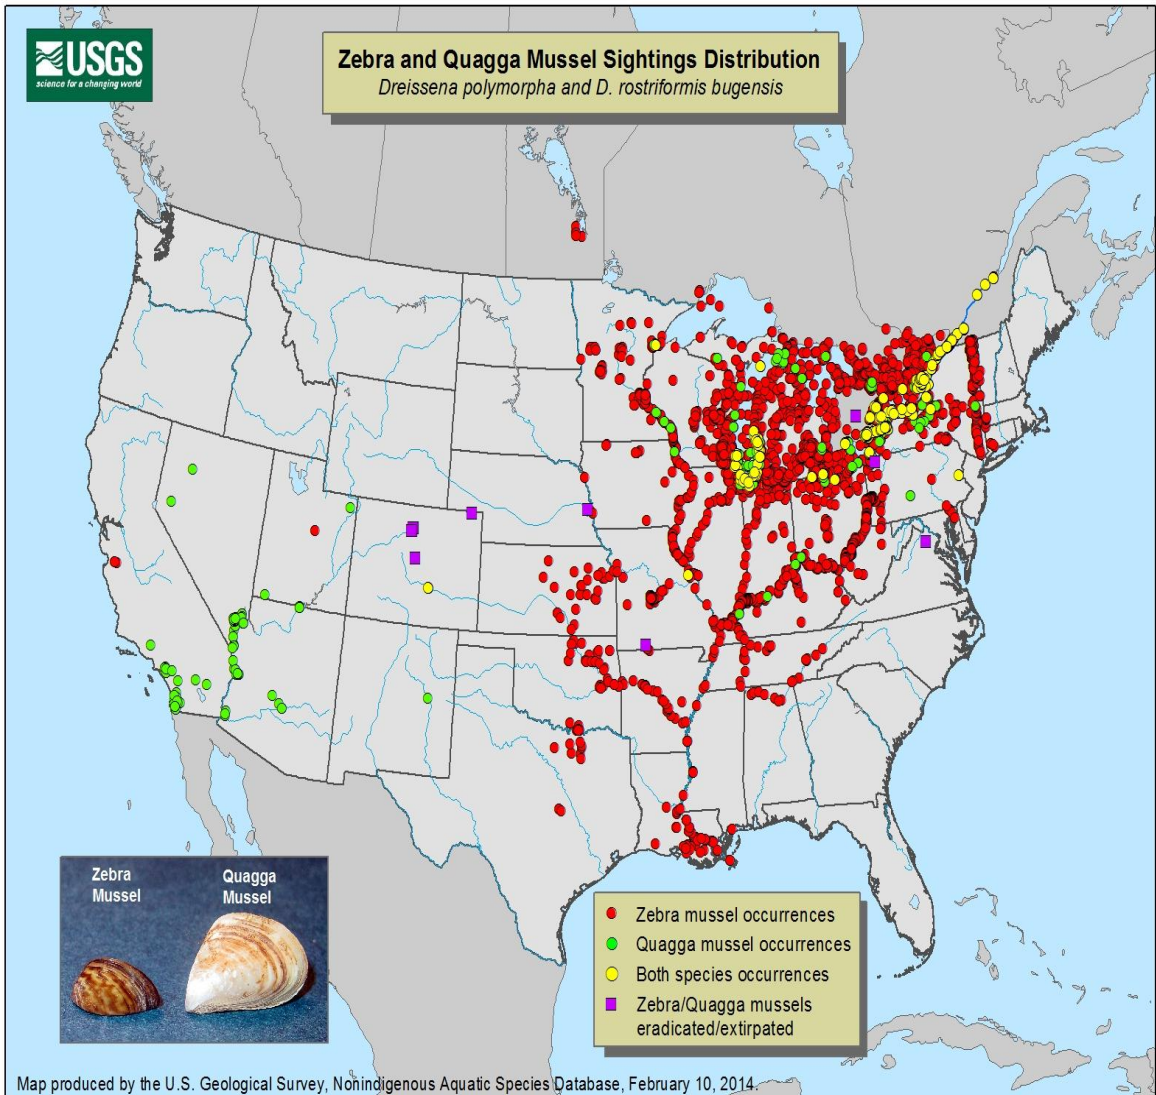 USGS
science for a changing world
Zebra and Quagga Mussel Sightings Distribution
Dreissena polymorpha and D. rostriformis bugensis
Zebra
Mussel
Quagga
Mussel
Zebra mussel occurrences
Quagga mussel occurrences
Both species occurrences
Zebra/Quagga mussels
eradicated/extirpated
Map produced by the U.S. Geological Survey, Nonindigenous Aquatic Species Database, February 10, 2014.